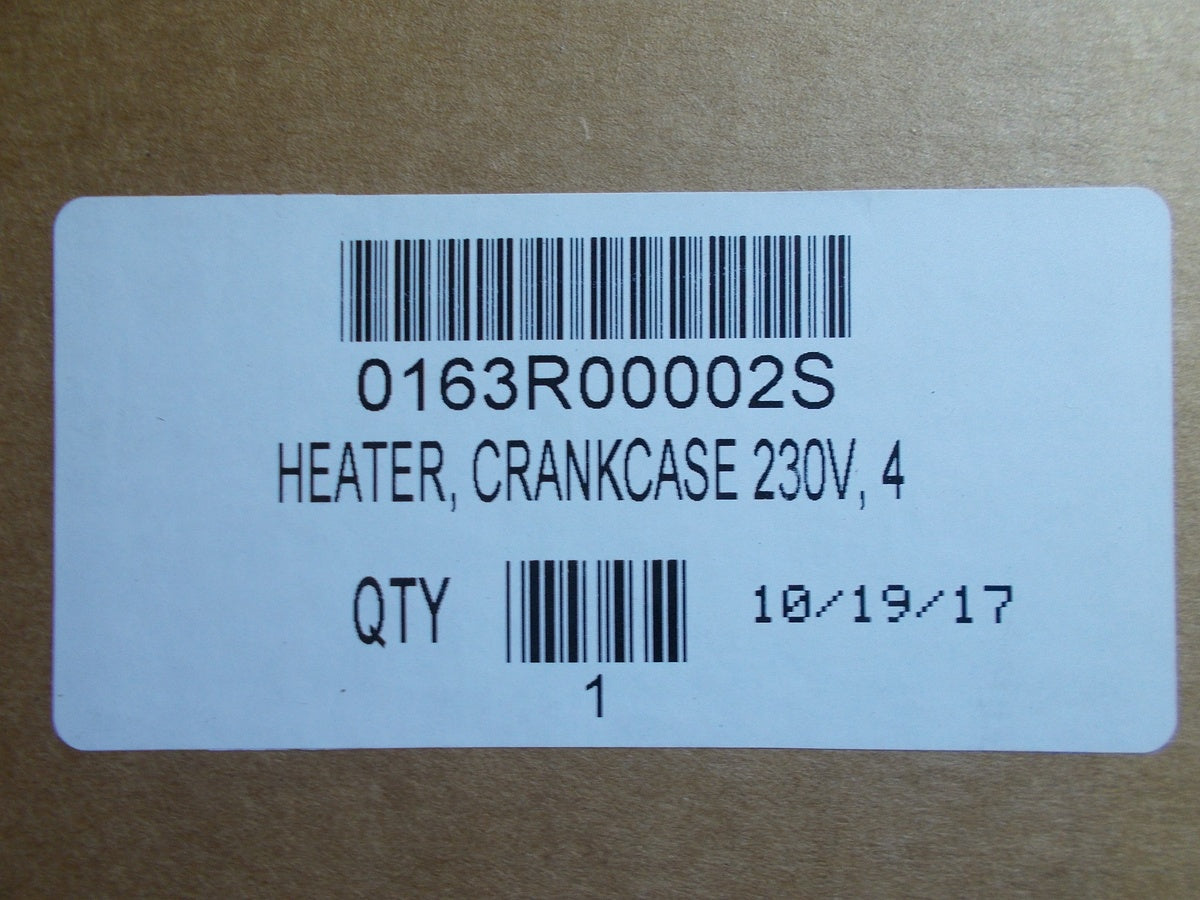 0163R00002S
HEATER, CRANKCASE 230V, 4
QTY 10/19/17
1